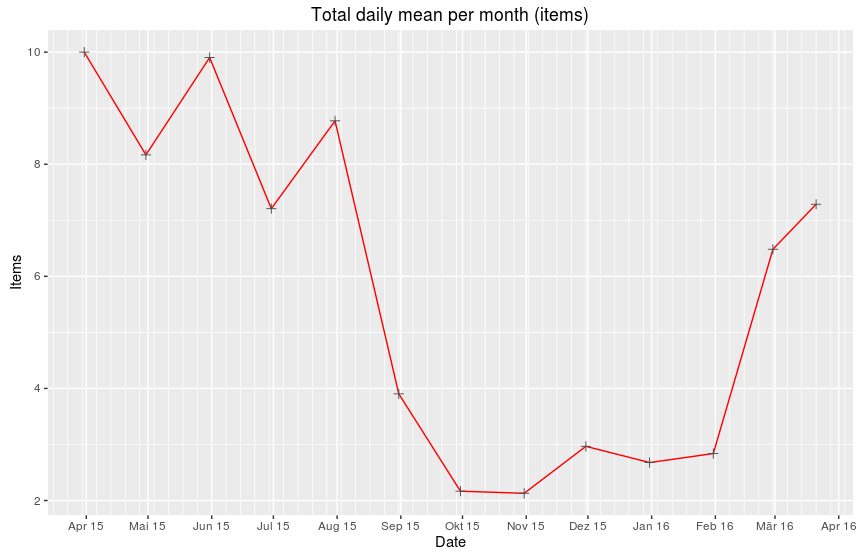 Total daily mean per month (items)
10
8
6
4
2
Items
Apr 15 Mai 15 Jun 15 Jul 15 Aug 15 Sep 15 Okt 15 Nov 15 Dez 15 Jan 16 Feb 16 Mär 16 Apr 16
Date